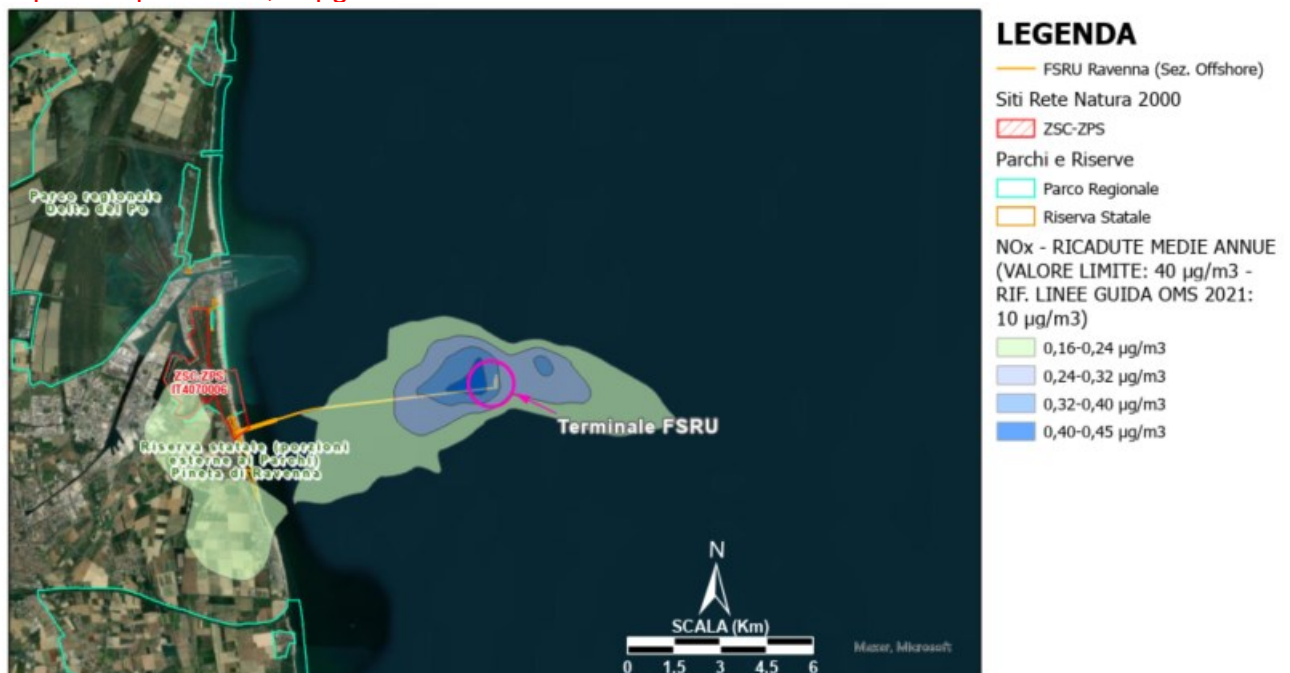 LEGENDA
FSRU Ravenna (Sez. Offshore)
Siti Rete Natura 2000
ZSC-ZPS
Parchi e Riserve
Parco Regionale
Riserva Statale
NOx - RICADUTE MEDIE ANNUE
(VALORE LIMITE: 40 µg/m3 -
RIF. LINEE GUIDA OMS 2021:
10 µg/m3)
0,16-0,24 µg/m3
0,24-0,32 µg/m3
0,32-0,40 µg/m3
0,40-0,45 µg/m3
Parco regionale
Delta del Po
ZSC-ZPS
IT4070006
Riserva statale (porzioni
esterne ai Parchi)
Pineta di Ravenna
Terminale FSRU
N
SCALA (Km)
0 1.5 3 4.5 6
Maxar, Microsoft